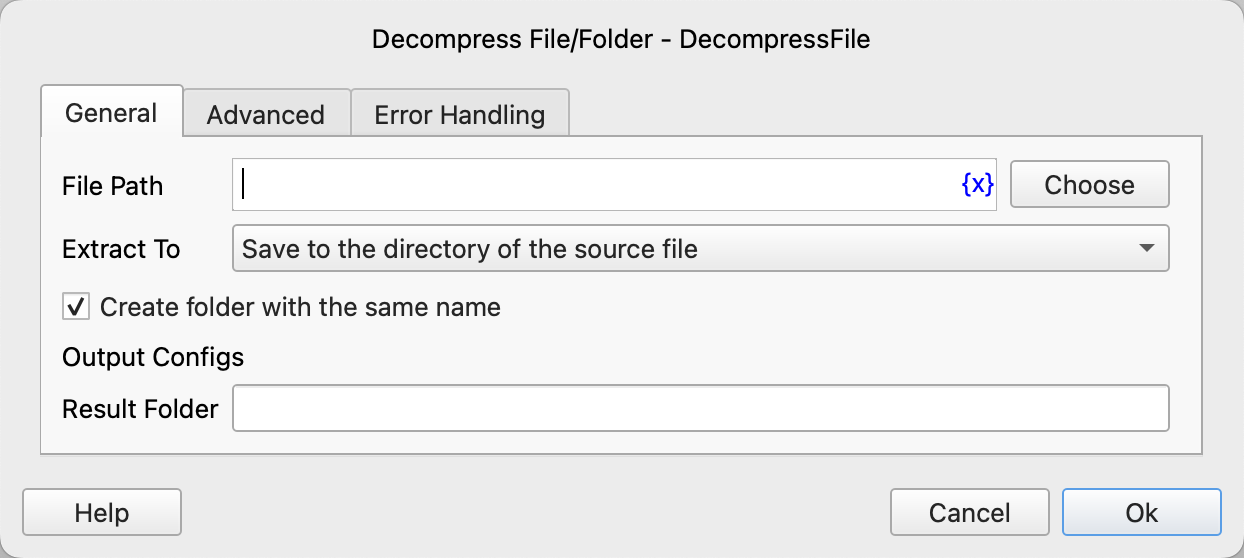 Decompress File/Folder - DecompressFile
General Advanced Error Handling
File Path {x} Choose
Extract To Save to the directory of the source file
Create folder with the same name
Output Configs
Result Folder
Help Cancel Ok